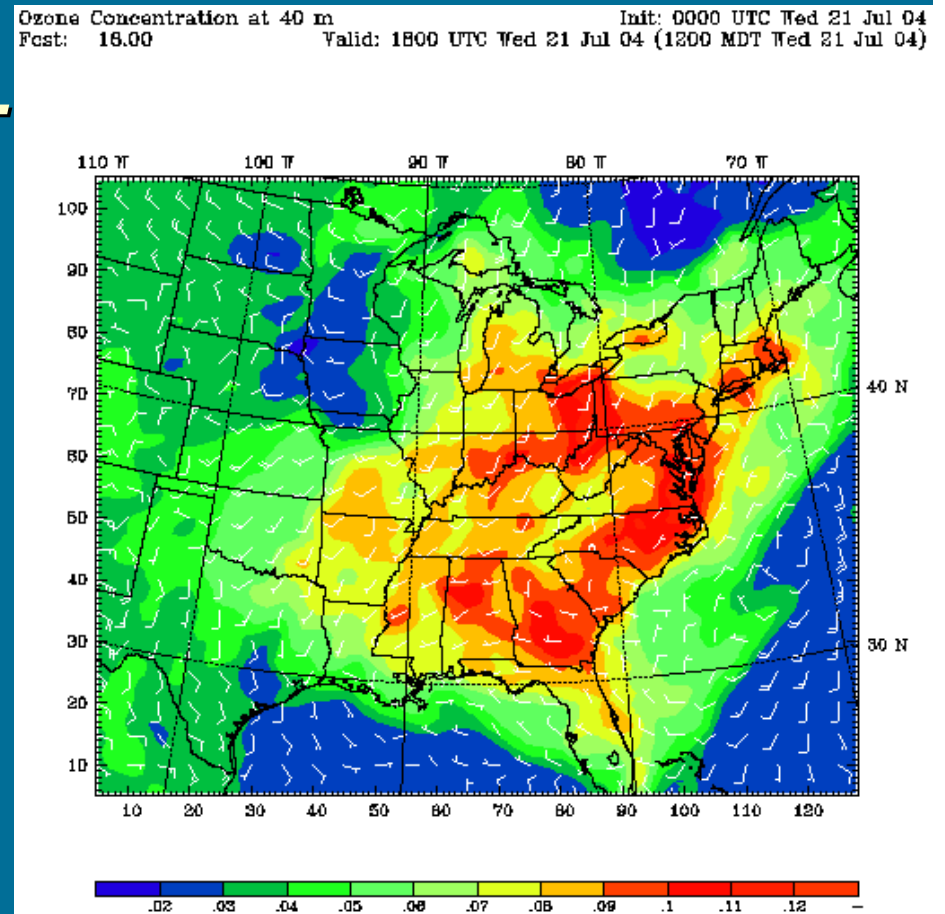 Ozone Concentration at 40 m Init: 0000 UTC Wed 21 Jul 04
Fcst: 18.00 Valid: 1800 UTC Wed 21 Jul 04 (1200 MDT Wed 21 Jul 04)
110 W 100 W 90 W 80 W 70 W
100
90
80
70
60
50
40
30
20
10
40 N
30 N
10 20 30 40 50 60 70 80 90 100 110 120
.02 .03 .04 .05 .06 .07 .08 .09 .1 .11 .12 —